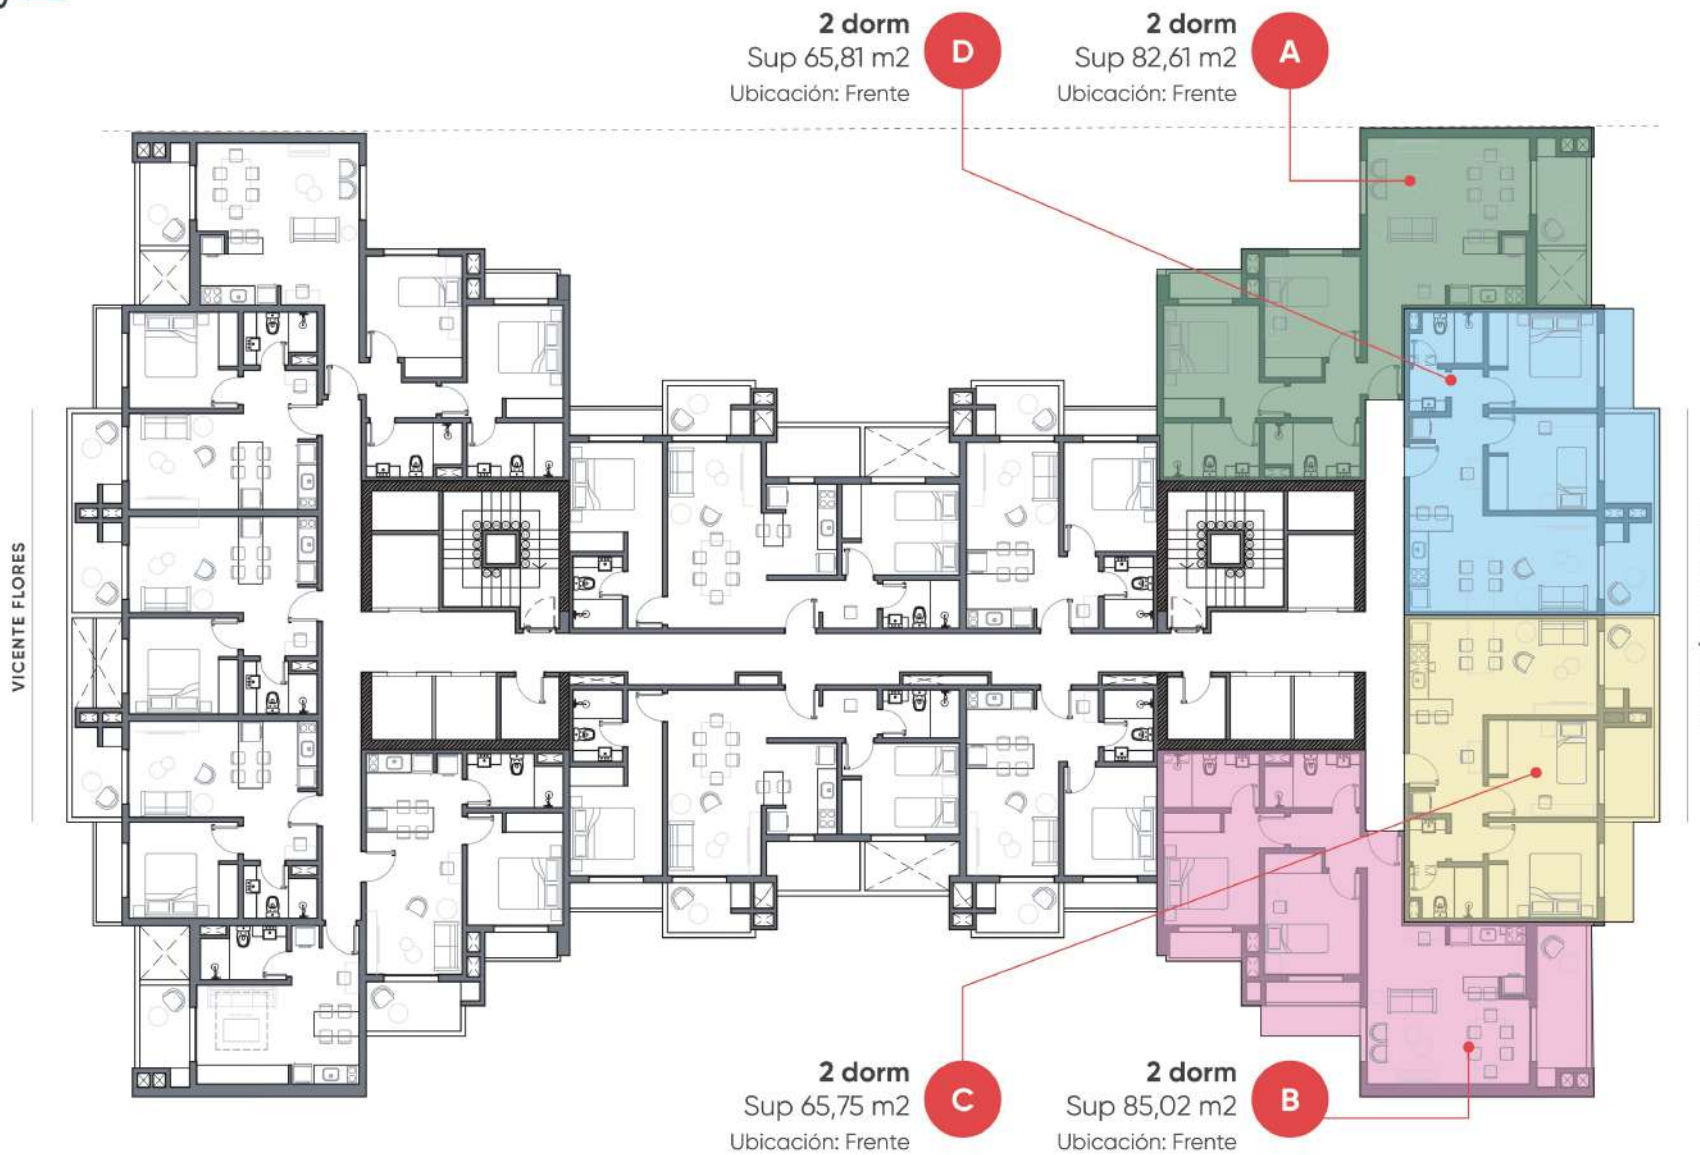 2 dorm
Sup 65,81 m2
Ubicación: Frente
D
2 dorm
Sup 82,61 m2
Ubicación: Frente
A
VICENTE FLORES
2 dorm
Sup 65,75 m2
Ubicación: Frente
C
2 dorm
Sup 85,02 m2
Ubicación: Frente
B